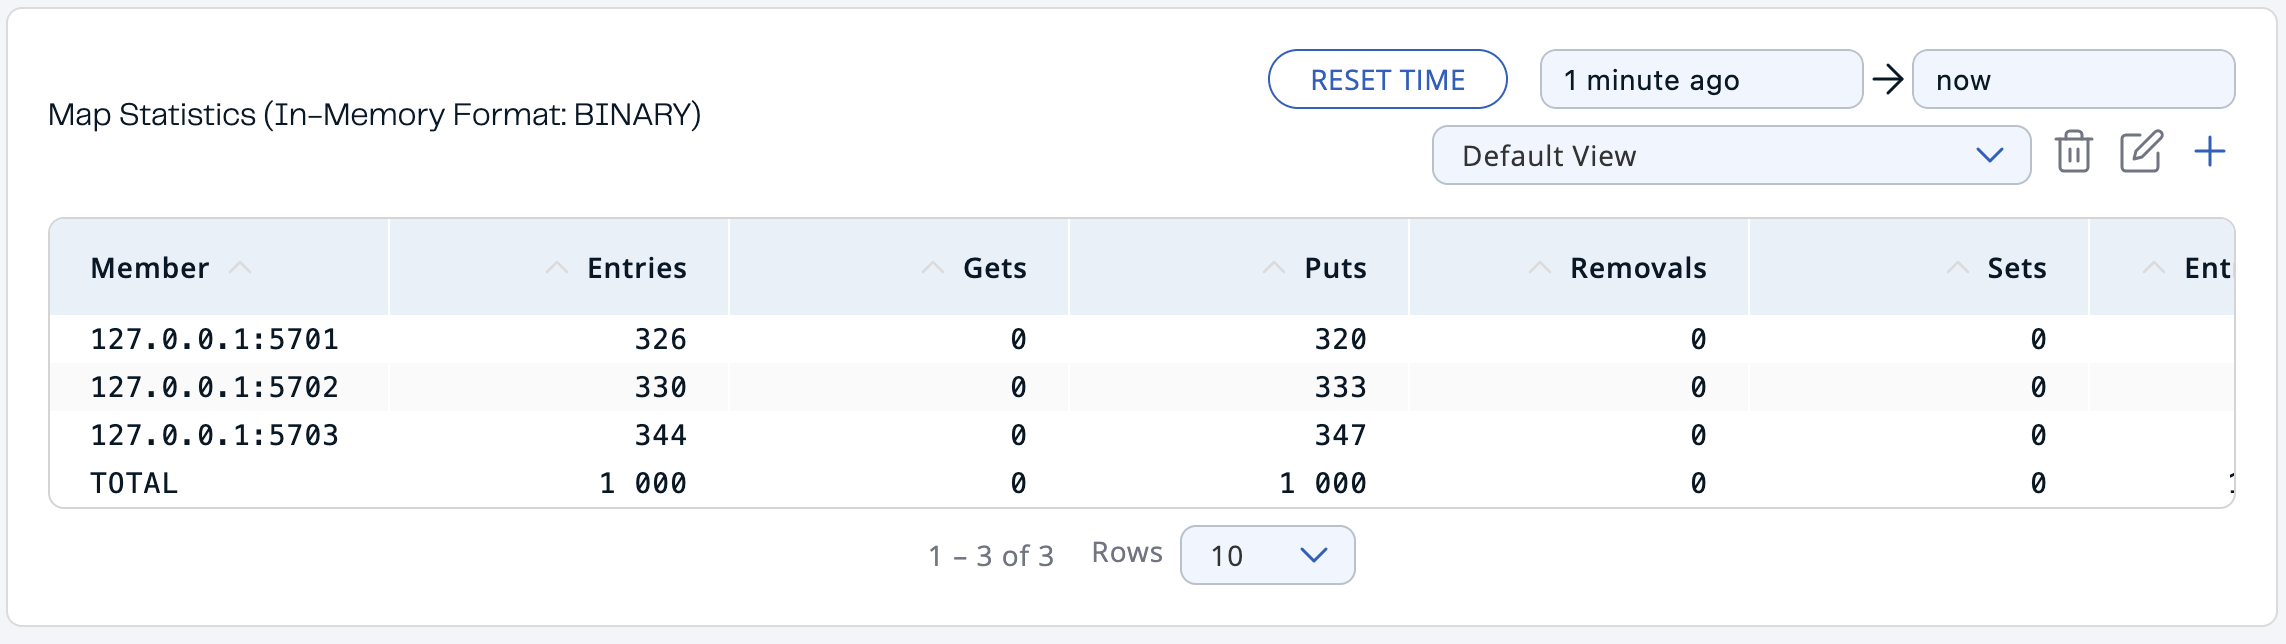 RESET TIME 1 minute ago → now
Map Statistics (In-Memory Format: BINARY)
Default View
Member Entries Gets Puts Removals Sets Ent
127.0.0.1:5701 326 0 320 0 0
127.0.0.1:5702 330 0 333 0 0
127.0.0.1:5703 344 0 347 0 0
TOTAL 1 000 0 1 000 0 0
1 – 3 of 3 Rows 10